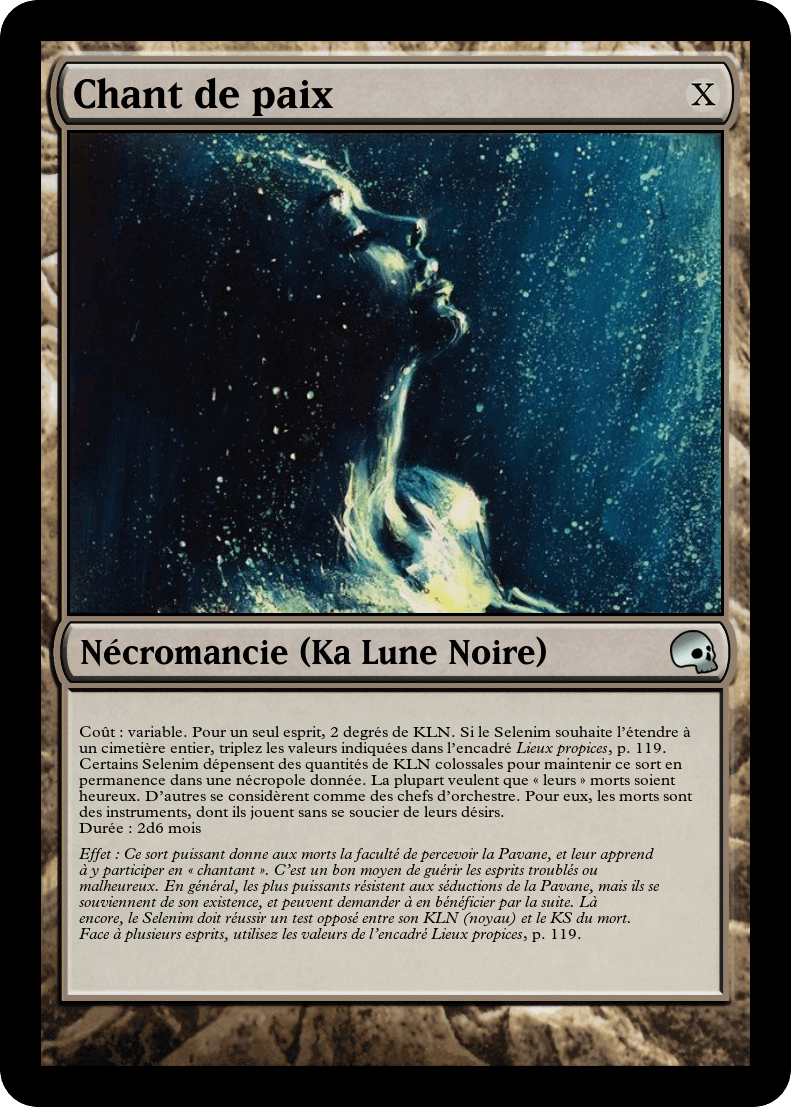 Chant de paix
X
Nécromancie (Ka Lune Noire)
Coût : variable. Pour un seul esprit, 2 degrés de KLN. Si le Selenim souhaite l’étendre à
un cimetière entier, triplez les valeurs indiquées dans l’encadré Lieux propices, p. 119.
Certains Selenim dépensent des quantités de KLN colossales pour maintenir ce sort en
permanence dans une nécropole donnée. La plupart veulent que « leurs » morts soient
heureux. D’autres se considèrent comme des chefs d’orchestre. Pour eux, les morts sont
des instruments, dont ils jouent sans se soucier de leurs désirs.
Durée : 2d6 mois
Effet : Ce sort puissant donne aux morts la faculté de percevoir la Pavane, et leur apprend
à y participer en « chantant ». C’est un bon moyen de guérir les esprits troublés ou
malheureux. En général, les plus puissants résistent aux séductions de la Pavane, mais ils se
souviennent de son existence, et peuvent demander à en bénéficier par la suite. Là
encore, le Selenim doit réussir un test opposé entre son KLN (noyau) et le KS du mort.
Face à plusieurs esprits, utilisez les valeurs de l’encadré Lieux propices, p. 119.